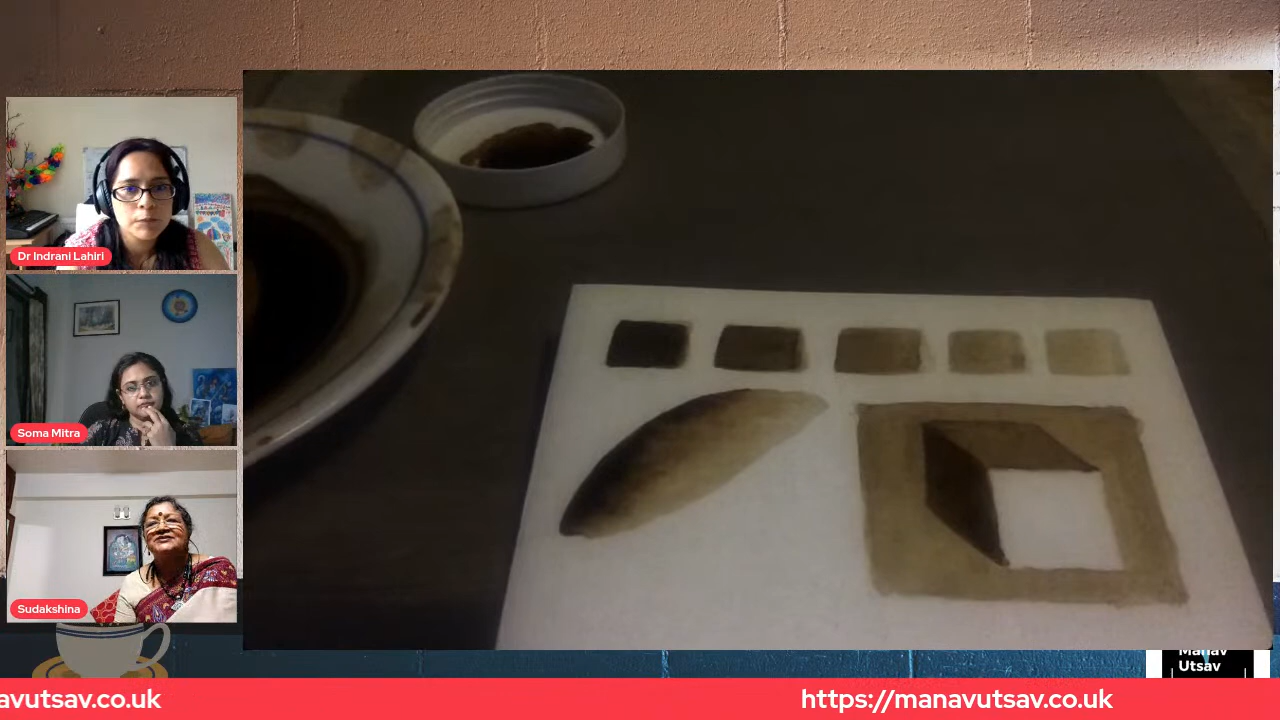 Dr Indrani Lahiri
Soma Mitra
Sudakshina
Manav
Utsav
avutsav.co.uk
https://manavutsav.co.uk